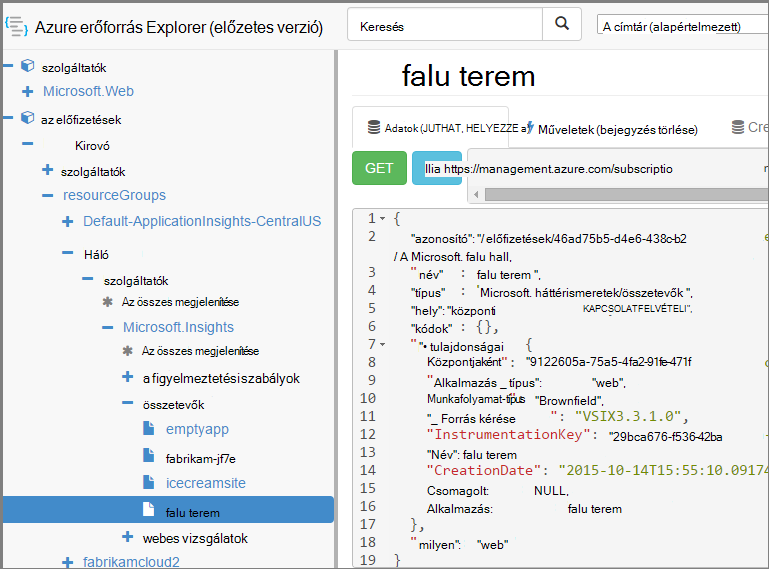 Azure erőforrás Explorer (előzetes verzió)
Keresés
A címtár (alapértelmezett)
szolgáltatók
Microsoft.Web
az előfizetések
Kirovó
szolgáltatók
resourceGroups
Default-ApplicationInsights-CentralUS
Háló
szolgáltatók
Az összes megjelenítése
Microsoft.Insights
Az összes megjelenítése
a figyelmeztetési szabályok
összetevők
emptyapp
fabrikam-jf7e
icecreamsite
falu terem
webes vizsgálatok
fabrikamcloud2
falu terem
Adatok (JUTHAT, HELYEZZE a)
Műveletek (bejegyzés törlése)
Cre
GET
Ilia https://management.azure.com/subscriptio
1 {
2 "azonosító": "/ előfizetések/46ad75b5-d4e6-438c-b2
/ A Microsoft. falu hall,
3 "név" : falu terem ",
4 "típus" : 'Microsoft. háttérismeretek/összetevők ",
5 "hely": "központi KAPCSOLATFELVÉTELI",
6 "kódok" : {},
7 "• tulajdonságai {
8 Központjaként": "9122605a-75a5-4fa2-91fe-471f
9 "Alkalmazás _ típus": "web",
10 Munkafolyamat-típus "Brownfield",
11 "_ Forrás kérése ": "VSIX3.3.1.0",
12 "InstrumentationKey": "29bca676-f536-42ba
13 "Név": falu terem
14 "CreationDate": "2015-10-14T15:55:10.09174
15 Csomagolt: NULL,
16 Alkalmazás: falu terem
17 },
18 " milyen": "web"
19 }